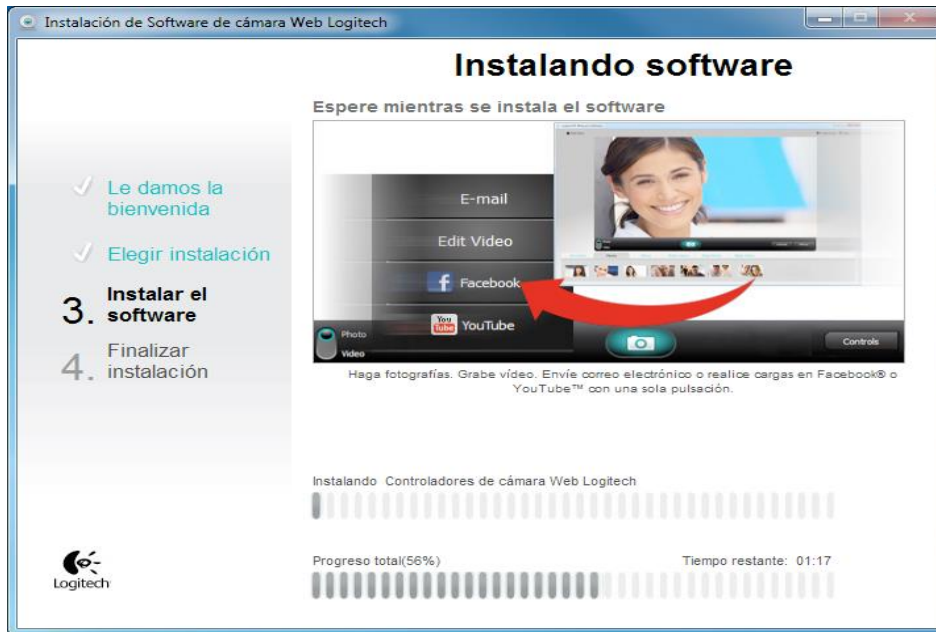 Instalación de Software de cámara Web Logitech
Instalando software
Espere mientras se instala el software
Le damos la
bienvenida
Elegir instalación
3. Instalar el
software
4. Finalizar
instalación
E-mail
Edit Video
Facebook
YouTube
Photo
Video
Controls
Haga fotografías. Grabe vídeo. Envíe correo electrónico o realice cargas en Facebook® o
YouTube™ con una sola pulsación.
Instalando Controladores de cámara Web Logitech
Progreso total(56%) Tiempo restante: 01:17
Logitech